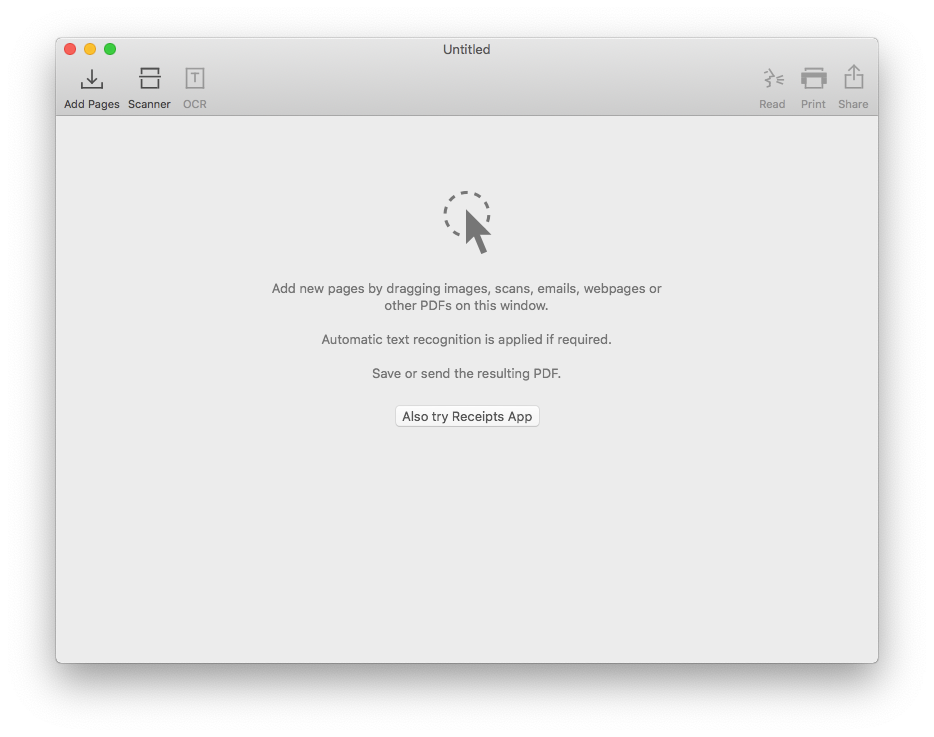 Untitled
Add Pages
Scanner
T
OCR
Read
Print
Share
Add new pages by dragging images, scans, emails, webpages or
other PDFs on this window.
Automatic text recognition is applied if required.
Save or send the resulting PDF.
Also try Receipts App